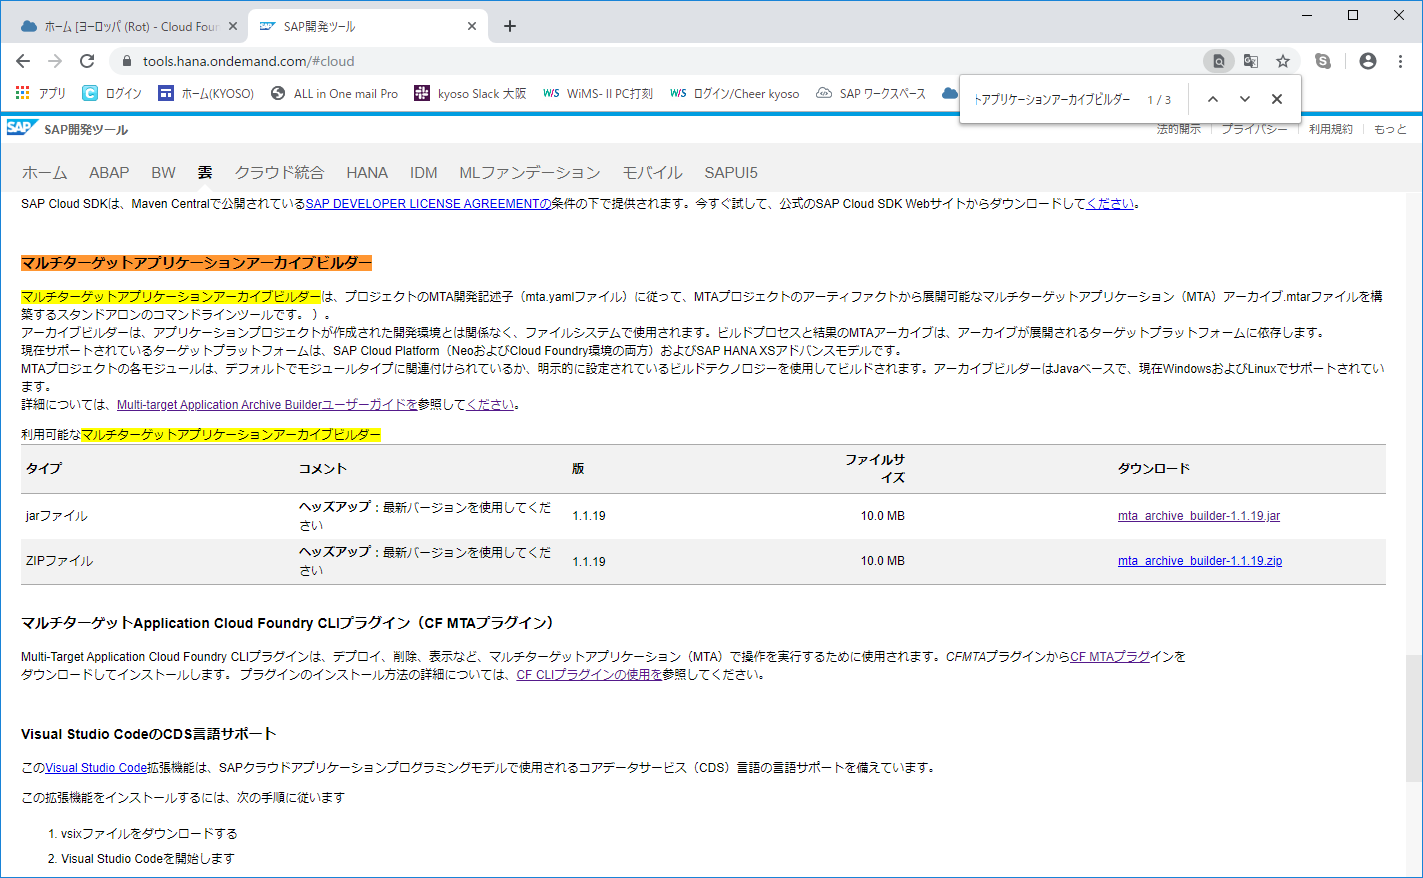 ホーム [ヨーロッパ (Rot) - Cloud Foun
SAP開発ツール
tools.hana.ondemand.com/#cloud
アプリ
ログイン
ホーム(KYOSO)
ALL in One mail Pro
kyoso Slack 大阪
WIS WiMS-ⅡPC打刻
WIS ログイン/Cheer kyoso
SAP ワークスペース
トアプリケーションアーカイブビルダー 1 / 3
SAP SAP開発ツール
法的開示 プライバシー 利用規約 もっと
ホーム ABAP BW 雲 クラウド統合 HANA IDM MLファンデーション モバイル SAPUI5
SAP Cloud SDKは、Maven Centralで公開されているSAP DEVELOPER LICENSE AGREEMENTの条件の下で提供されます。今すぐ試して、公式のSAP Cloud SDK Webサイトからダウンロードしてください。
マルチターゲットアプリケーションアーカイブビルダー
マルチターゲットアプリケーションアーカイブビルダーは、プロジェクトのMTA開発記述子（mta.yamlファイル）に従って、MTAプロジェクトのアーティファクトから展開可能なマルチターゲットアプリケーション（MTA）アーカイブ.mtarファイルを構
築するスタンドアロンのコマンドラインツールです。 ）。
アーカイブビルダーは、アプリケーションプロジェクトが作成された開発環境とは関係なく、ファイルシステムで使用されます。ビルドプロセスと結果のMTAアーカイブは、アーカイブが展開されるターゲットプラットフォームに依存します。
現在サポートされているターゲットプラットフォームは、SAP Cloud Platform（NeoおよびCloud Foundry環境の両方）およびSAP HANA XSアドバンスモデルです。
MTAプロジェクトの各モジュールは、デフォルトでモジュールタイプに関連付けられているか、明示的に設定されているビルドテクノロジーを使用してビルドされます。アーカイブビルダーはJavaベースで、現在WindowsおよびLinuxでサポートされてい
ます。
詳細については、Multi-target Application Archive Builderユーザーガイドを参照してください。
利用可能なマルチターゲットアプリケーションアーカイブビルダー
タイプ コメント 版 ファイルサ
イズ ダウンロード
jarファイル ヘッズアップ：最新バージョンを使用してくだ
さい 1.1.19 10.0 MB mta_archive_builder-1.1.19.jar
ZIPファイル ヘッズアップ：最新バージョンを使用してくだ
さい 1.1.19 10.0 MB mta_archive_builder-1.1.19.zip
マルチターゲットApplication Cloud Foundry CLIプラグイン（CF MTAプラグイン）
Multi-Target Application Cloud Foundry CLIプラグインは、デプロイ、削除、表示など、マルチターゲットアプリケーション（MTA）で操作を実行するために使用されます。CFMTAプラグインからCF MTAプラグインを
ダウンロードしてインストールします。 プラグインのインストール方法の詳細については、CF CLIプラグインの使用を参照してください。
Visual Studio CodeのCDS言語サポート
このVisual Studio Code拡張機能は、SAPクラウドアプリケーションプログラミングモデルで使用されるコアデータサービス（CDS）言語の言語サポートを備えています。
この拡張機能をインストールするには、次の手順に従います
1. vsixファイルをダウンロードする
2. Visual Studio Codeを開始します